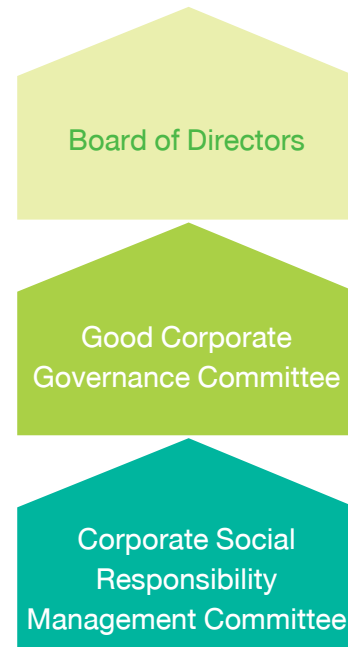 Board of Directors
Good Corporate
Governance Committee
Corporate Social
Responsibility
Management Committee